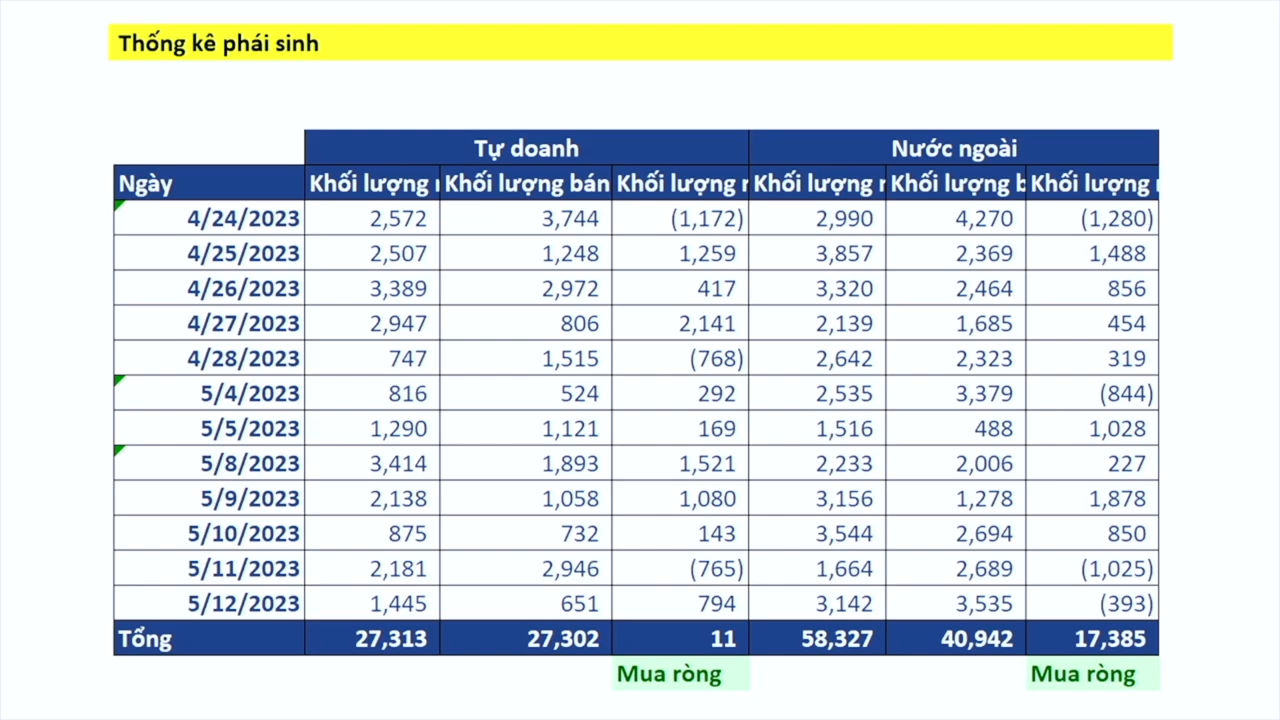 Thống kê phái sinh
Tự doanh Nước ngoài
Ngày Khối lượng Khối lượng bán Khối lượng Khối lượng Khối lượng Khối lượng
4/24/2023 2,572 3,744 (1,172) 2,990 4,270 (1,280)
4/25/2023 2,507 1,248 1,259 3,857 2,369 1,488
4/26/2023 3,389 2,972 417 3,320 2,464 856
4/27/2023 2,947 806 2,141 2,139 1,685 454
4/28/2023 747 1,515 (768) 2,642 2,323 319
5/4/2023 816 524 292 2,535 3,379 (844)
5/5/2023 1,290 1,121 169 1,516 488 1,028
5/8/2023 3,414 1,893 1,521 2,233 2,006 227
5/9/2023 2,138 1,058 1,080 3,156 1,278 1,878
5/10/2023 875 732 143 3,544 2,694 850
5/11/2023 2,181 2,946 (765) 1,664 2,689 (1,025)
5/12/2023 1,445 651 794 3,142 3,535 (393)
Tổng 27,313 27,302 11 58,327 40,942 17,385
Mua ròng Mua ròng